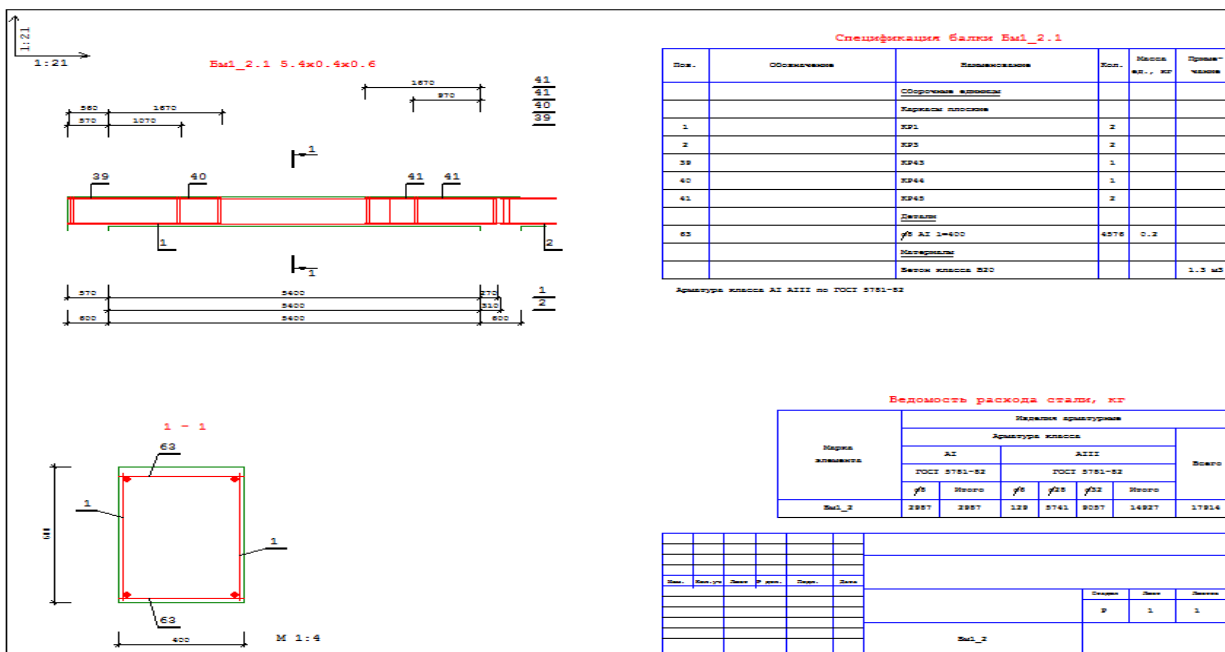 1:21
1:21
Бм1_2.1 5.4х0.4х0.6
1670
970
41
41
40
39
560 1670
570 1070
1
39 40 41 41
1 2
1
570 5400 270
5400 310
600 5400 600
1
2
1 - 1
63
1
1
63
400
М 1:4
Спецификация балки Бм1_2.1
Поз. Обозначение Наименование Кол. Масса ед., кг Приме-чание
Сборочные единицы
Каркасы плоские
1 КР1 2
2 КР3 2
39 КР43 1
40 КР44 1
41 КР45 2
Детали
63 AI l=400 4576 0.2
Материалы
Бетон класса В20 1.3 м3
Арматура класса AI AIII по ГОСТ 5781-82
Ведомость расхода стали, кг
Марка элемента Изделия арматурные
Арматура класса Всего
AI AIII
ГОСТ 5781-82 ГОСТ 5781-82
Итого ⌀28 ⌀32 Итого
Бм1_2 2987 2987 129 5741 9057 14927 17914
Изм. Кол.уч Лист Подп. Дата
Стадия Лист Листов
Р 1 1
Бм1_2